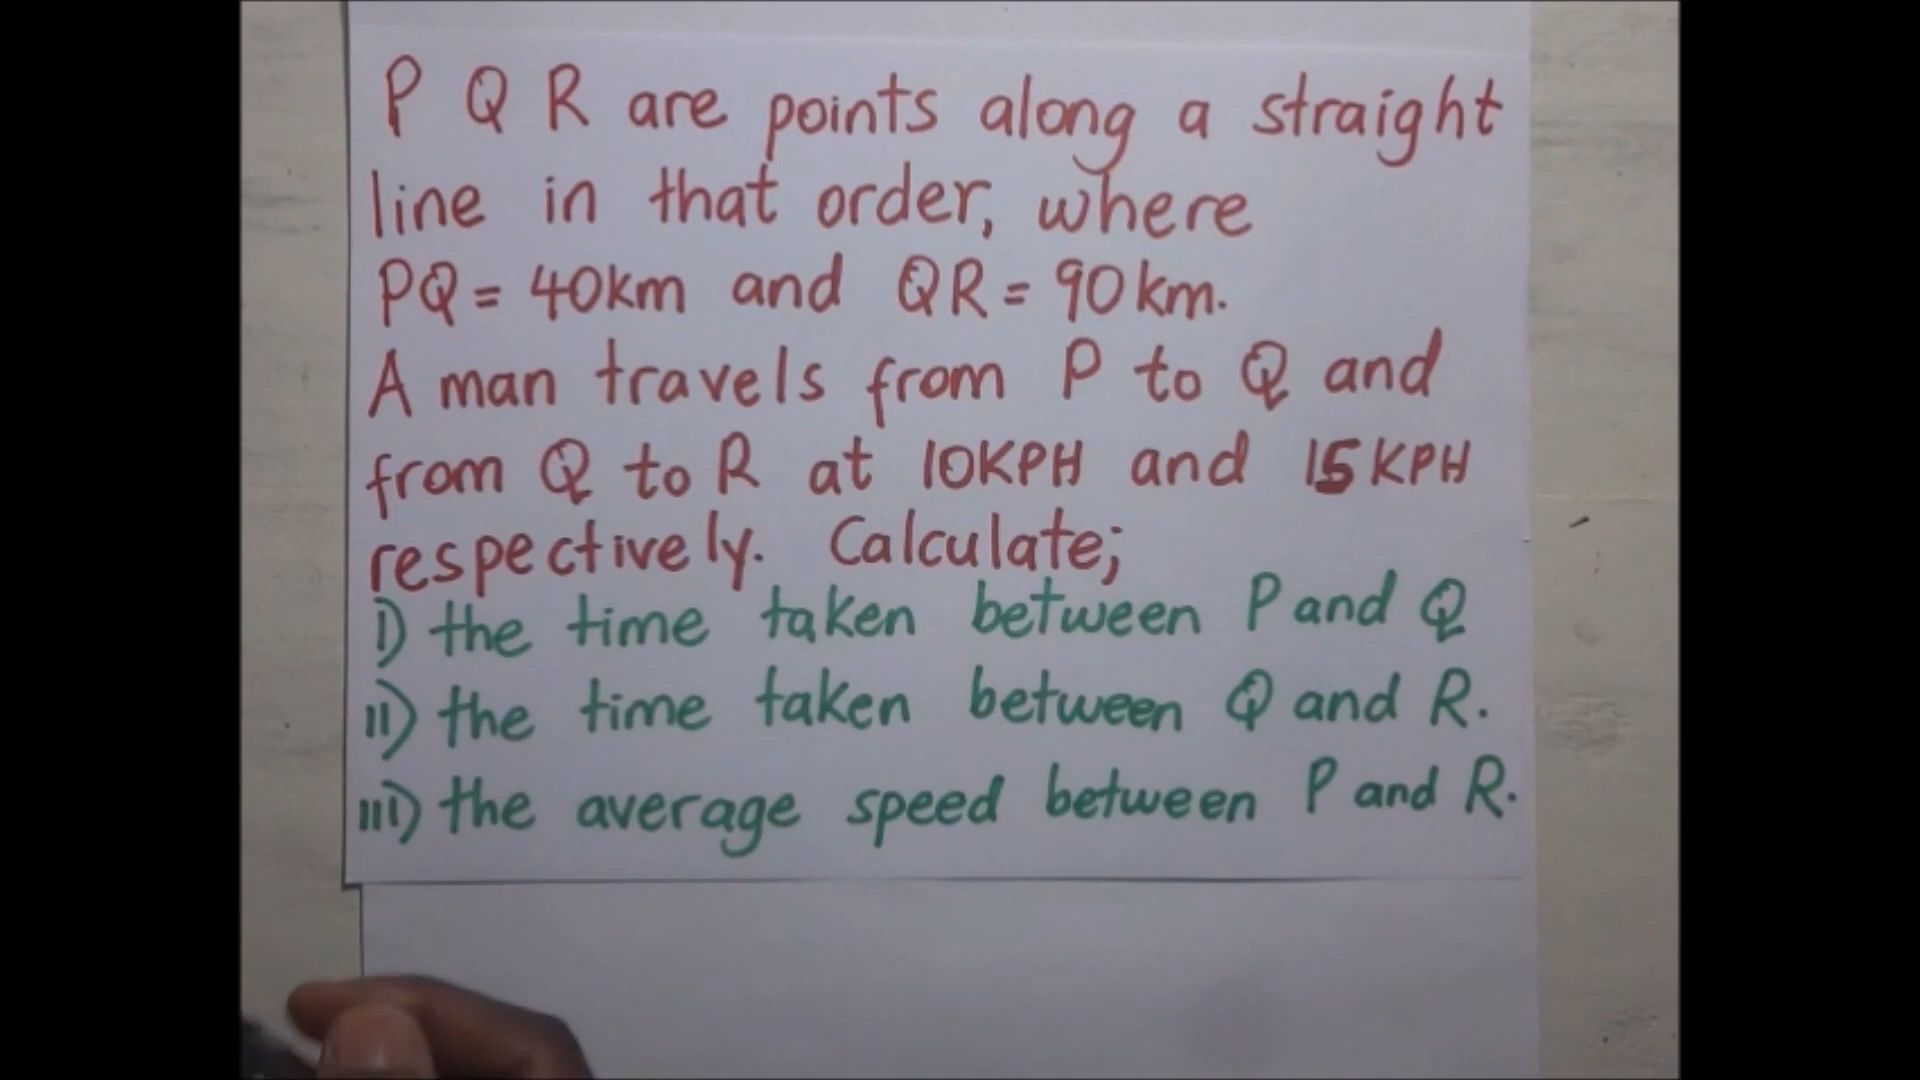 P Q R are points along a straight
line in that order, where
PQ = 40km and QR = 90km.
A man travels from P to Q and
from Q to R at 10KPH and 15KPH
respectively. Calculate;
I) the time taken between P and Q
II) the time taken between Q and R.
III) the average speed between P and R.